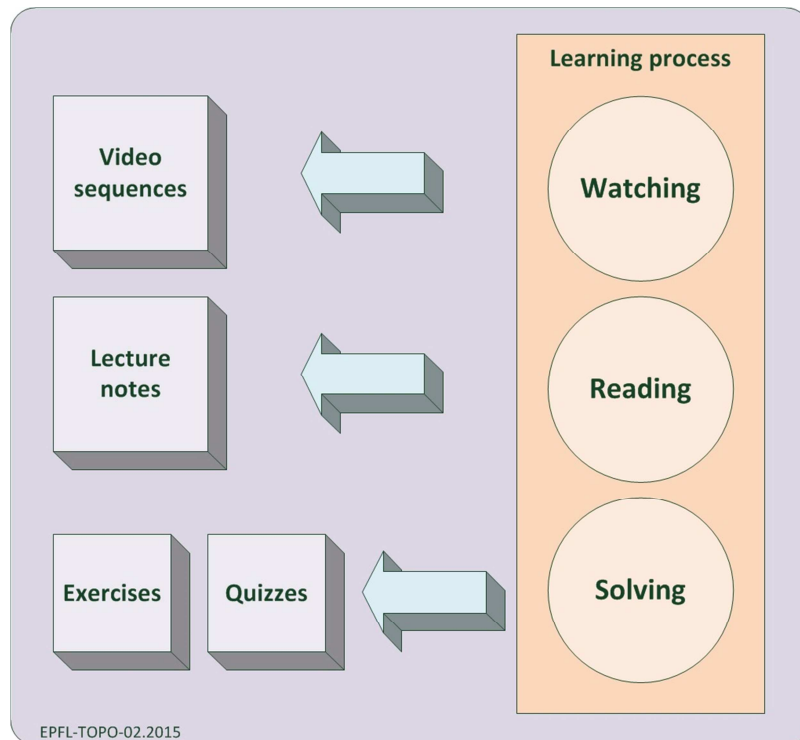 Learning process
Video
sequences
Watching
Lecture
notes
Reading
Exercises
Quizzes
Solving
EPFL-TOPO-02.2015